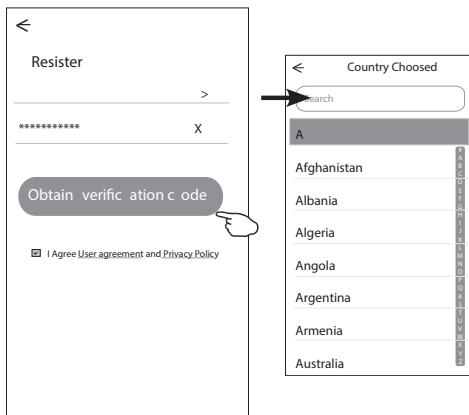 Resister
>
*********** X
Obtain verific ation c ode
I Agree User agreement and Privacy Policy
Country Choosed
Search
A
Afghanistan
Albania
Algeria
Angola
Argentina
Armenia
Australia
#
A
B
C
D
E
F
G
H
I
J
K
L
M
N
O
P
Q
R
S
T
U
V
W
X
Y
Z